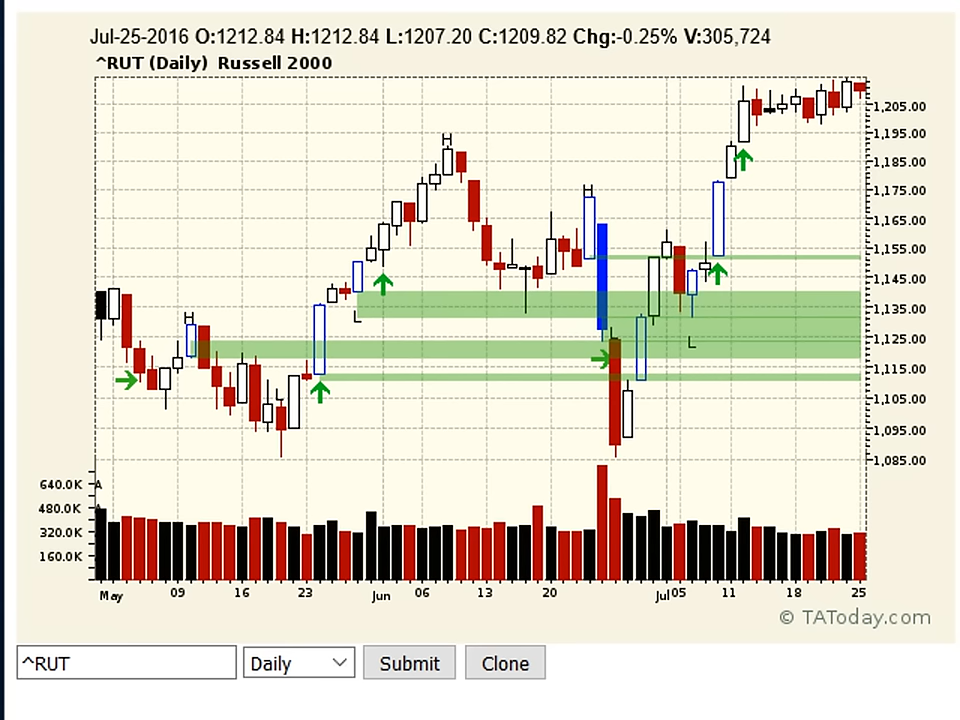 Jul-25-2016 O:1212.84 H:1212.84 L:1207.20 C:1209.82 Chg:-0.25% V:305,724
^RUT (Daily) Russell 2000
1,205.00
1,195.00
1,185.00
H
1,175.00
H
1,165.00
1,155.00
1,145.00
1,135.00
L
H
1,125.00
L
L
1,115.00
1,105.00
L
1,095.00
1,085.00
640.0K A
480.0K A
320.0K
160.0K
May 09 16 23 Jun 06 13 20 Jul 05 11 18 25
© TAToday.com
^RUT Daily Submit Clone